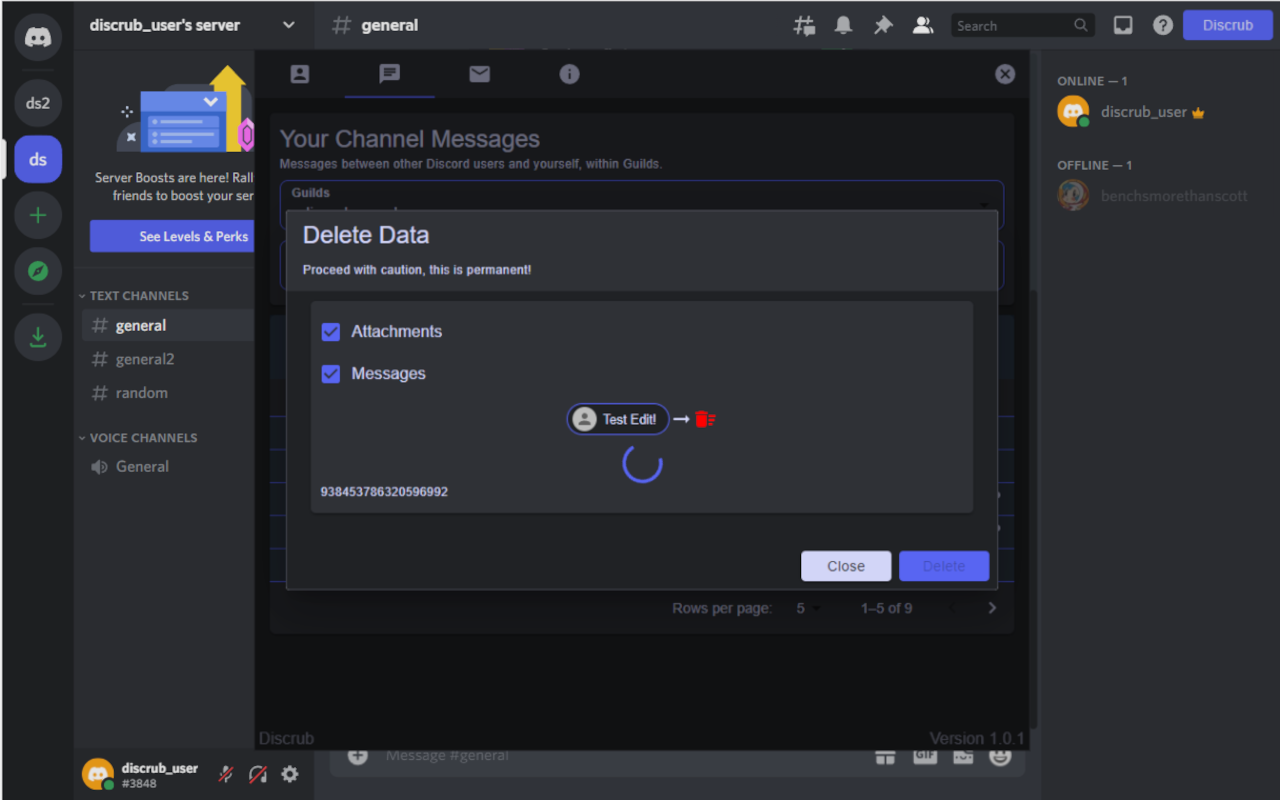 discrub_user's server
general
Search
Discrub
ds2
ds
Server Boosts are here! Rall
friends to boost your ser
See Levels & Perks
TEXT CHANNELS
general
general2
random
VOICE CHANNELS
General
discrub_user
#3848
Your Channel Messages
Messages between other Discord users and yourself, within Guilds.
Guilds
Delete Data
Proceed with caution, this is permanent!
Attachments
Messages
Test Edit!
938453786320596992
Close
Delete
Rows per page:
5
1–5 of 9
Discrub
Version 1.0.1
Message #general
GIF
ONLINE — 1
discrub_user
OFFLINE — 1
benchsmorethanscott